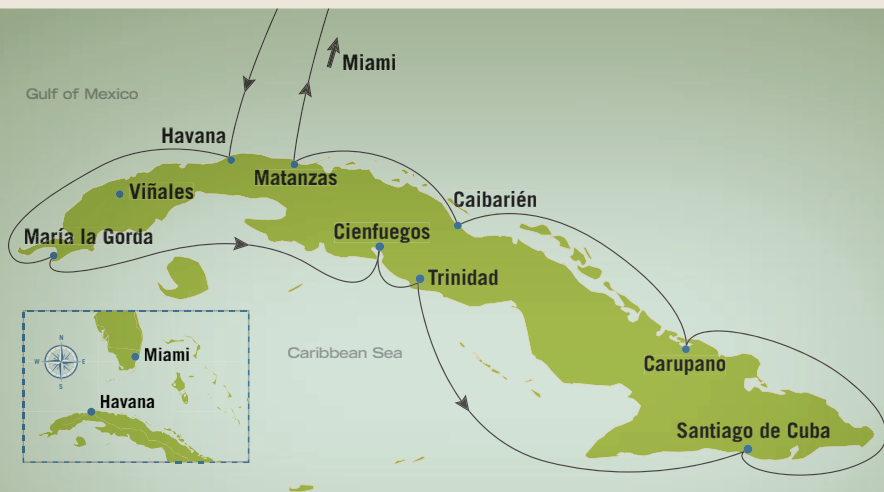 Miami
Gulf of Mexico
Havana
Matanzas
Viñales
Caibarién
María la Gorda
Cienfuegos
Trinidad
Caribbean Sea
Carupano
Santiago de Cuba
N
W
E
S
Miami
Havana